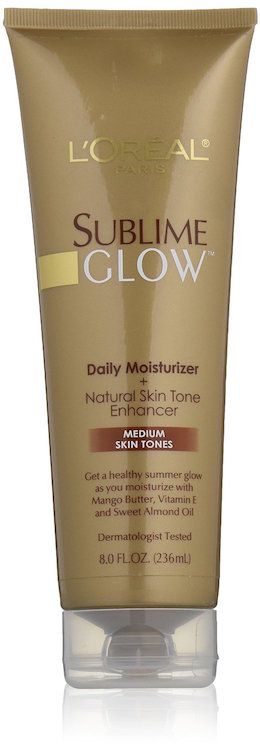 L'ORÉAL®
PARIS
SUBLIME
GLOW™
Daily Moisturizer
+
Natural Skin Tone
Enhancer
MEDIUM
SKIN TONES
Get a healthy summer glow
as you moisturize with
Mango Butter, Vitamin E
and Sweet Almond Oil
Dermatologist Tested
8.0 FL.OZ. (236mL)